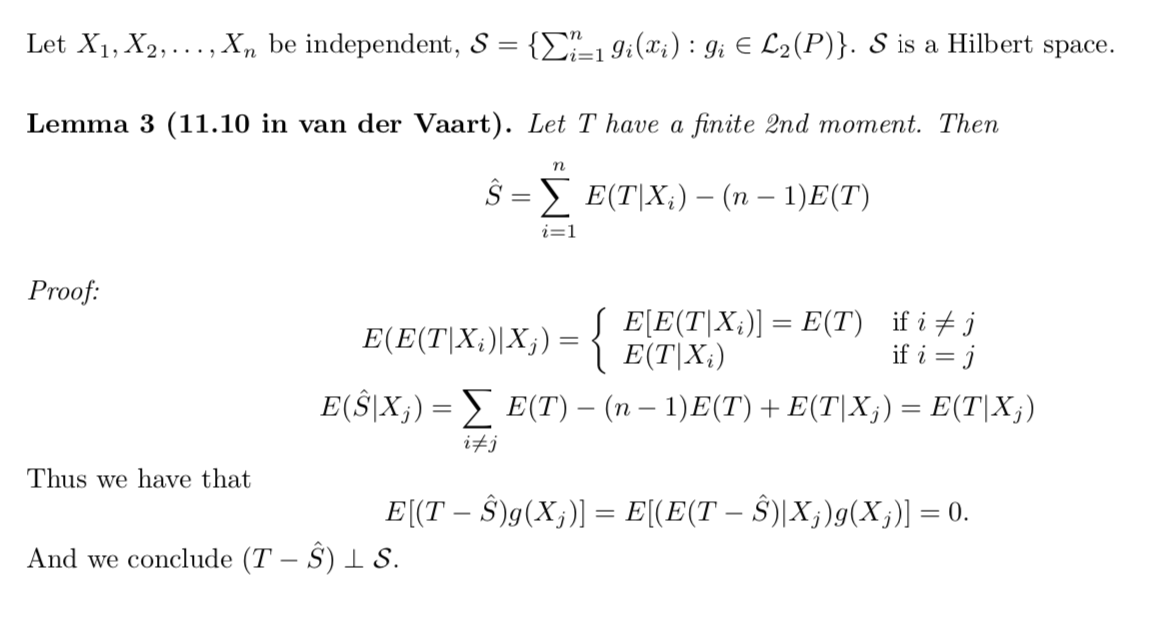 Let $X_1, X_2, \ldots, X_n$ be independent, $\mathcal{S} = \{\sum_{i=1}^{n} g_i(x_i) : g_i \in \mathcal{L}_2(P)\}$. $\mathcal{S}$ is a Hilbert space.
Lemma 3 (11.10 in van der Vaart). Let $T$ have a finite 2nd moment. Then
$$\hat{S} = \sum_{i=1}^{n} E(T|X_i) - (n-1)E(T)$$
Proof:
$$E(E(T|X_i)|X_j) = \begin{cases} E[E(T|X_i)] = E(T) & \text{if } i \neq j \\ E(T|X_i) & \text{if } i = j \end{cases}$$
$$E(\hat{S}|X_j) = \sum_{i \neq j} E(T) - (n-1)E(T) + E(T|X_j) = E(T|X_j)$$
Thus we have that
$$E[(T - \hat{S})g(X_j)] = E[(E(T - \hat{S})|X_j)g(X_j)] = 0.$$
And we conclude $(T - \hat{S}) \perp \mathcal{S}$.